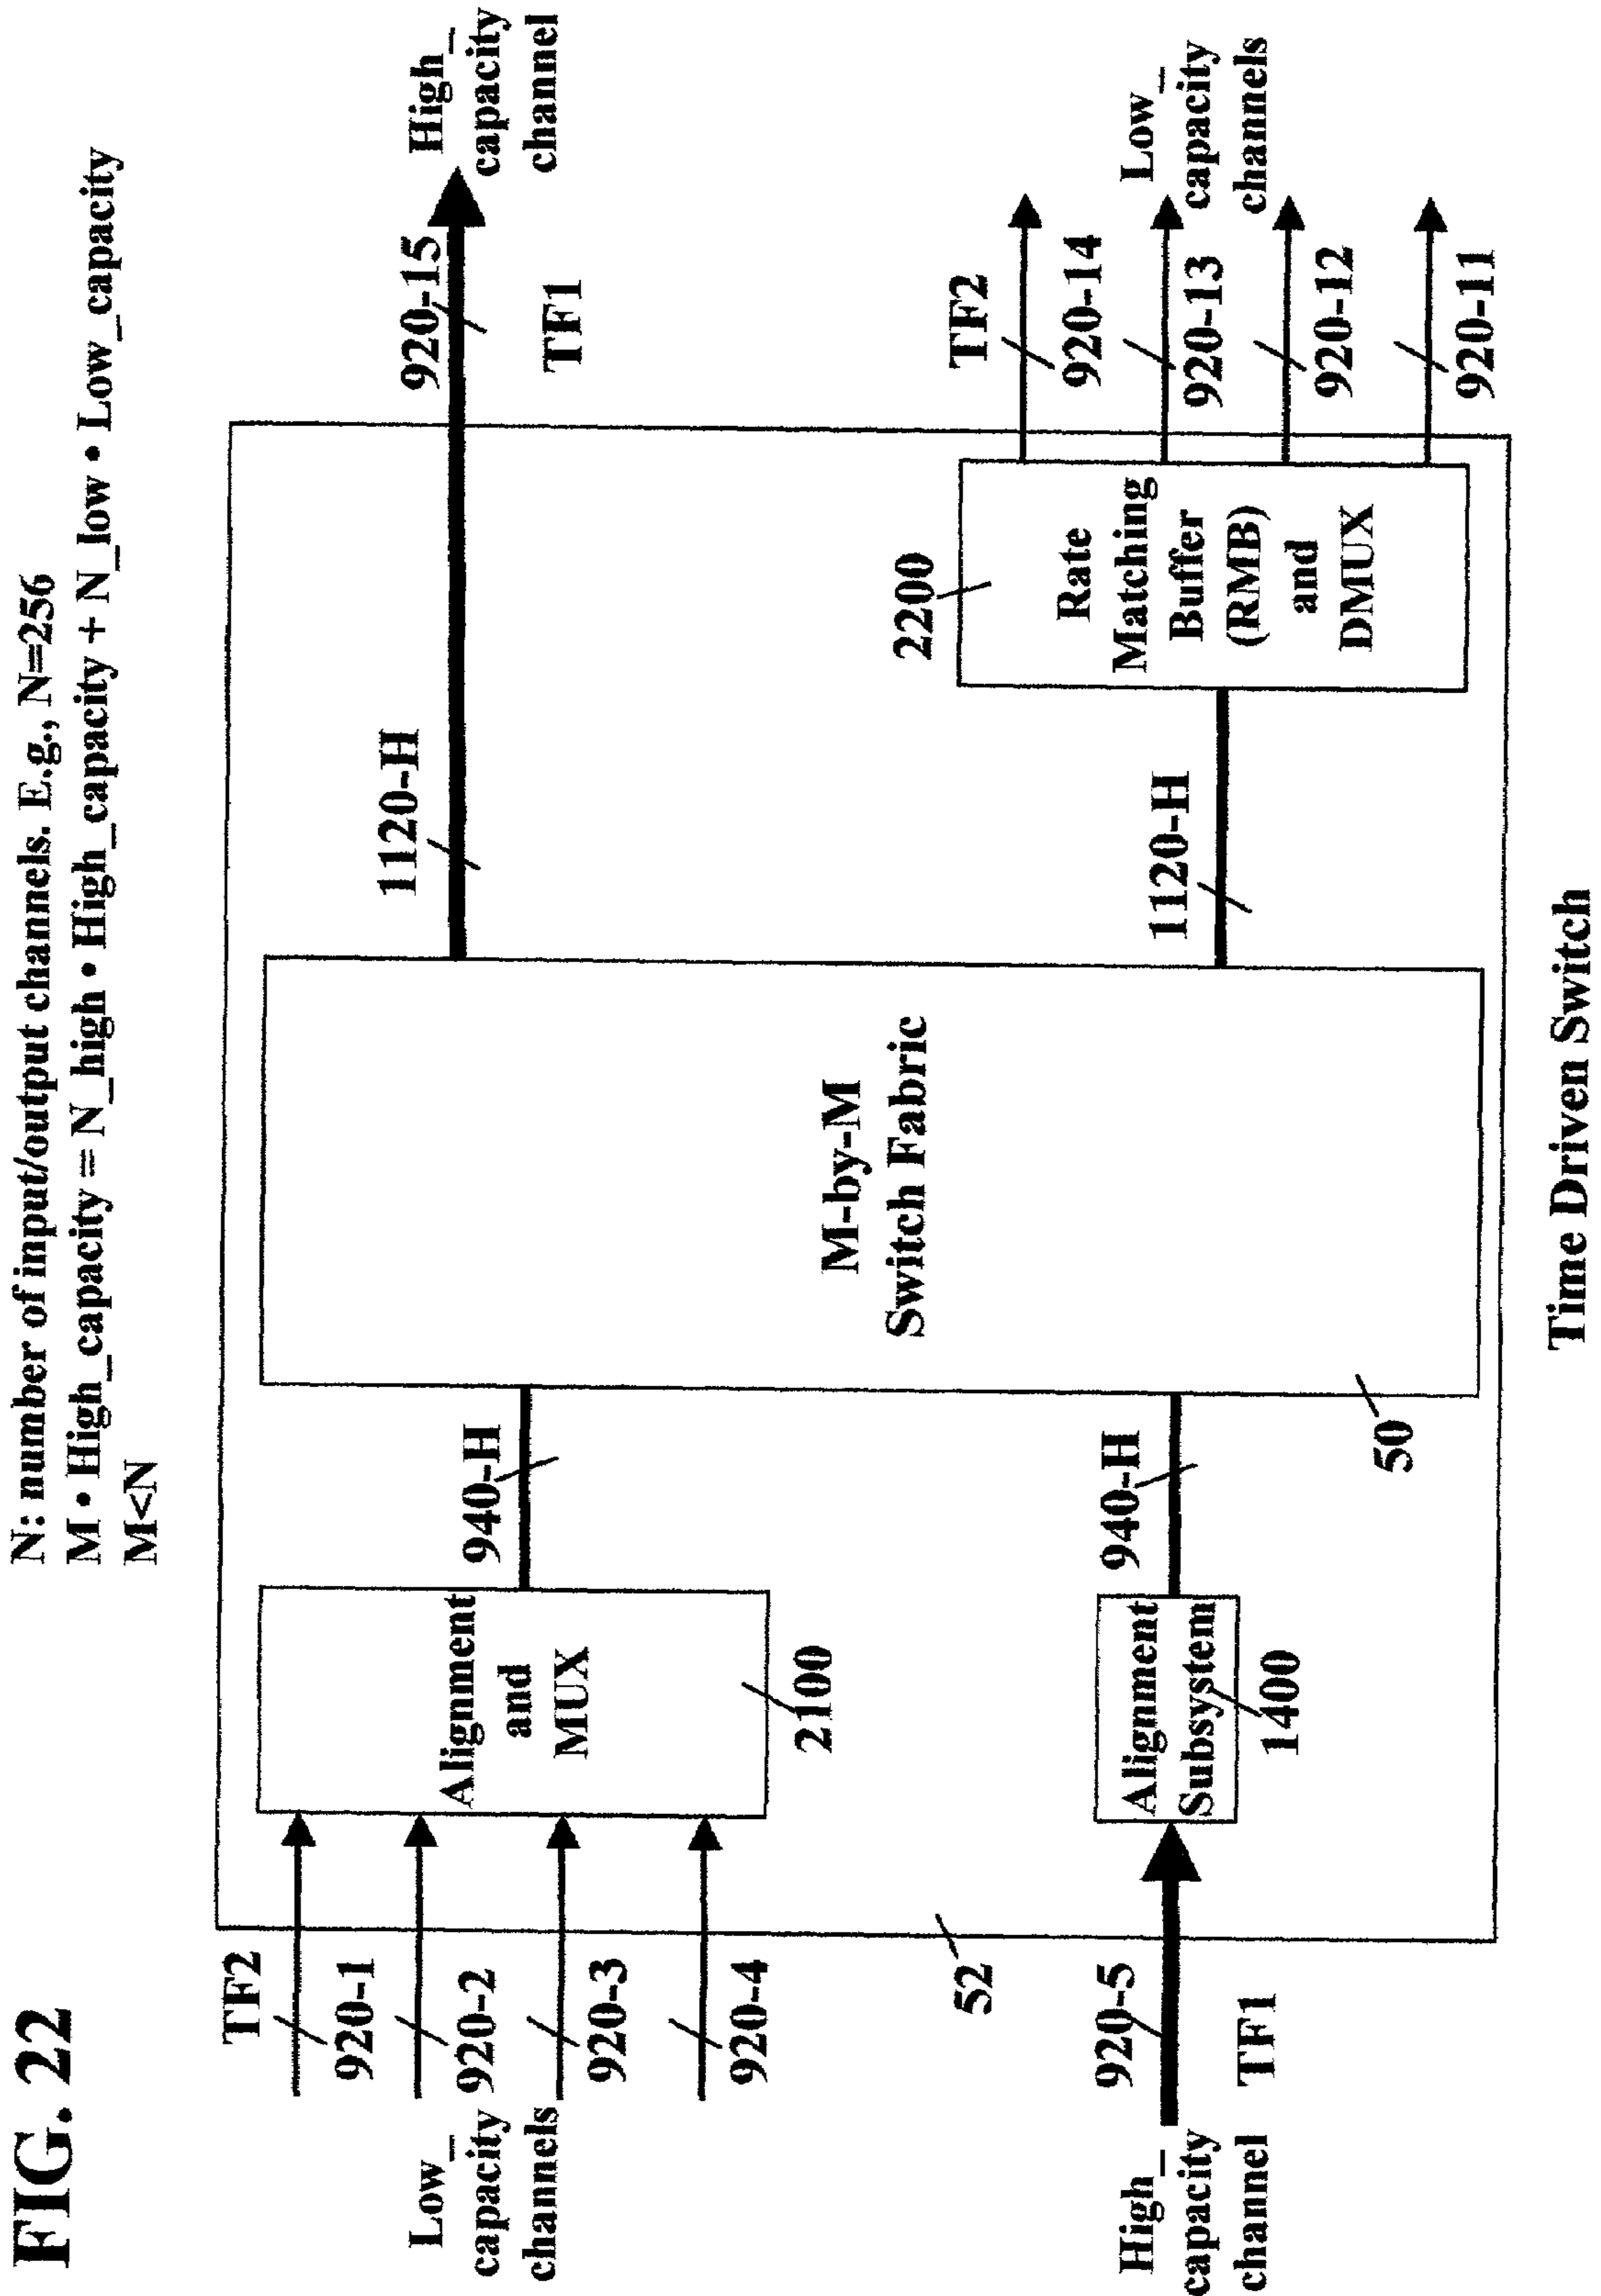 FIG. 22
N: number of input/output channels. E.g., N=256
M • High_capacity = N_high • High_capacity + N_low • Low_capacity
M<N
TF2
920-1
Low_
capacity
channels
920-2
920-3
920-4
Alignment
and
MUX
2100
940-H
M-by-M
Switch Fabric
50
1120-H
920-15
TF1
High_
capacity
channel
52
High_
capacity
channel
920-5
TF1
Alignment
Subsystem
1400
940-H
1120-H
2200
Rate
Matching
Buffer
(RMB)
and
DMUX
TF2
920-14
Low_
capacity
channels
920-13
920-12
920-11
Time Driven Switch